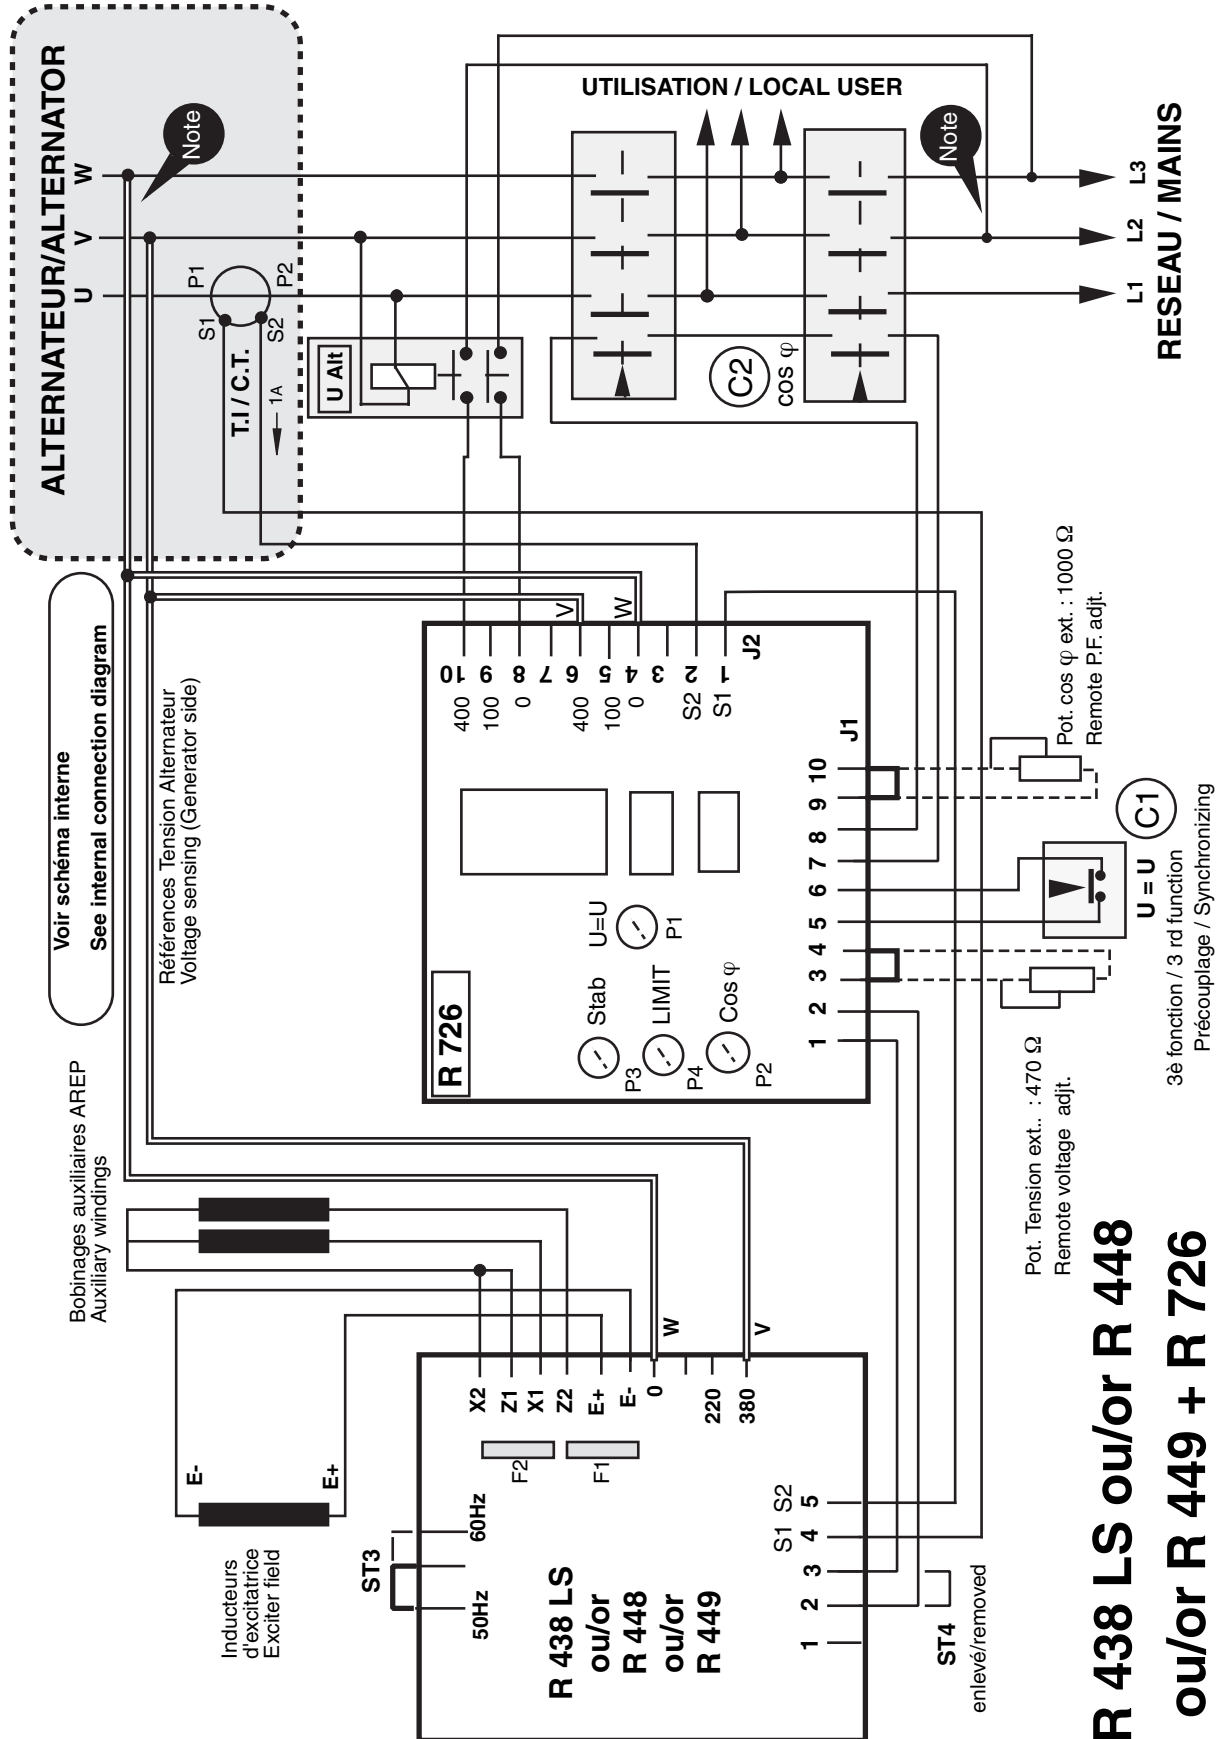 ALTERNATEUR/ALTERNATOR
U
V
W
Note
P1
P2
S1
S2
T.I / C.T.
1A
U Alt
UTILISATION / LOCAL USER
C2
cos φ
Note
L1
L2
L3
RESEAU / MAINS
Voir schéma interne
See internal connection diagram
Références Tension Alternateur
Voltage sensing (Generator side)
V
W
10
9
8
7
6
5
4
3
2
1
J2
400
100
0
400
100
0
S2
S1
R 726
Stab
P3
LIMIT
P4
Cos φ
P2
U=U
P1
1
2
3
4
5
6
7
8
9
10
J1
Pot. cos φ ext. : 1000 Ω
Remote P.F. adjt.
C1
U = U
3è fonction / 3 rd function
Précouplage / Synchronizing
Pot. Tension ext.. : 470 Ω
Remote voltage adjt.
Bobinages auxiliaires AREP
Auxiliary windings
E-
E+
Inducteurs
d'excitatrice
Exciter field
ST3
50Hz
60Hz
X2
Z1
X1
Z2
E+
E-
0
220
380
W
V
F2
F1
R 438 LS
ou/or
R 448
ou/or
R 449
1
2
3
4
5
S1
S2
ST4
enlevé/removed
R 438 LS ou/or R 448
ou/or R 449 + R 726